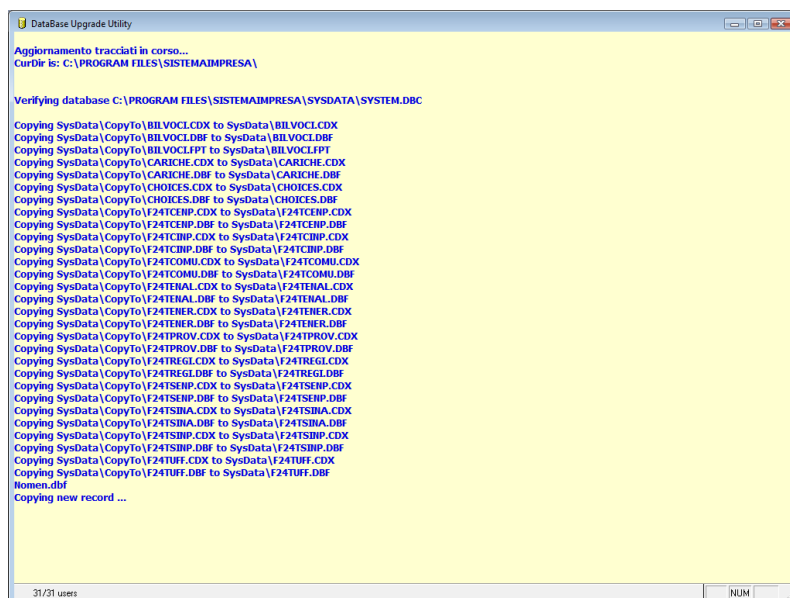 DataBase Upgrade Utility
Aggiornamento tracciati in corso...
CurDir is: C:\PROGRAM FILES\SISTEMAIMPRESA\
Verifying database C:\PROGRAM FILES\SISTEMAIMPRESA\SYSDATA\SYSTEM.DBC
Copying SysData\CopyTo\BILVOCI.CDX to SysData\BILVOCI.CDX
Copying SysData\CopyTo\BILVOCI.DBF to SysData\BILVOCI.DBF
Copying SysData\CopyTo\BILVOCI.FPT to SysData\BILVOCI.FPT
Copying SysData\CopyTo\CARICHE.CDX to SysData\CARICHE.CDX
Copying SysData\CopyTo\CARICHE.DBF to SysData\CARICHE.DBF
Copying SysData\CopyTo\CHOICES.CDX to SysData\CHOICES.CDX
Copying SysData\CopyTo\CHOICES.DBF to SysData\CHOICES.DBF
Copying SysData\CopyTo\F24TCENP.CDX to SysData\F24TCENP.CDX
Copying SysData\CopyTo\F24TCENP.DBF to SysData\F24TCENP.DBF
Copying SysData\CopyTo\F24TCINP.CDX to SysData\F24TCINP.CDX
Copying SysData\CopyTo\F24TCINP.DBF to SysData\F24TCINP.DBF
Copying SysData\CopyTo\F24TCOMU.CDX to SysData\F24TCOMU.CDX
Copying SysData\CopyTo\F24TCOMU.DBF to SysData\F24TCOMU.DBF
Copying SysData\CopyTo\F24TENAL.CDX to SysData\F24TENAL.CDX
Copying SysData\CopyTo\F24TENAL.DBF to SysData\F24TENAL.DBF
Copying SysData\CopyTo\F24TENER.CDX to SysData\F24TENER.CDX
Copying SysData\CopyTo\F24TENER.DBF to SysData\F24TENER.DBF
Copying SysData\CopyTo\F24TPROV.CDX to SysData\F24TPROV.CDX
Copying SysData\CopyTo\F24TPROV.DBF to SysData\F24TPROV.DBF
Copying SysData\CopyTo\F24TREGI.CDX to SysData\F24TREGI.CDX
Copying SysData\CopyTo\F24TREGI.DBF to SysData\F24TREGI.DBF
Copying SysData\CopyTo\F24TSENP.CDX to SysData\F24TSENP.CDX
Copying SysData\CopyTo\F24TSENP.DBF to SysData\F24TSENP.DBF
Copying SysData\CopyTo\F24TSINA.CDX to SysData\F24TSINA.CDX
Copying SysData\CopyTo\F24TSINA.DBF to SysData\F24TSINA.DBF
Copying SysData\CopyTo\F24TSINP.CDX to SysData\F24TSINP.CDX
Copying SysData\CopyTo\F24TSINP.DBF to SysData\F24TSINP.DBF
Copying SysData\CopyTo\F24TUFF.CDX to SysData\F24TUFF.CDX
Copying SysData\CopyTo\F24TUFF.DBF to SysData\F24TUFF.DBF
Nomen.dbf
Copying new record ...
31/31 users
NUM